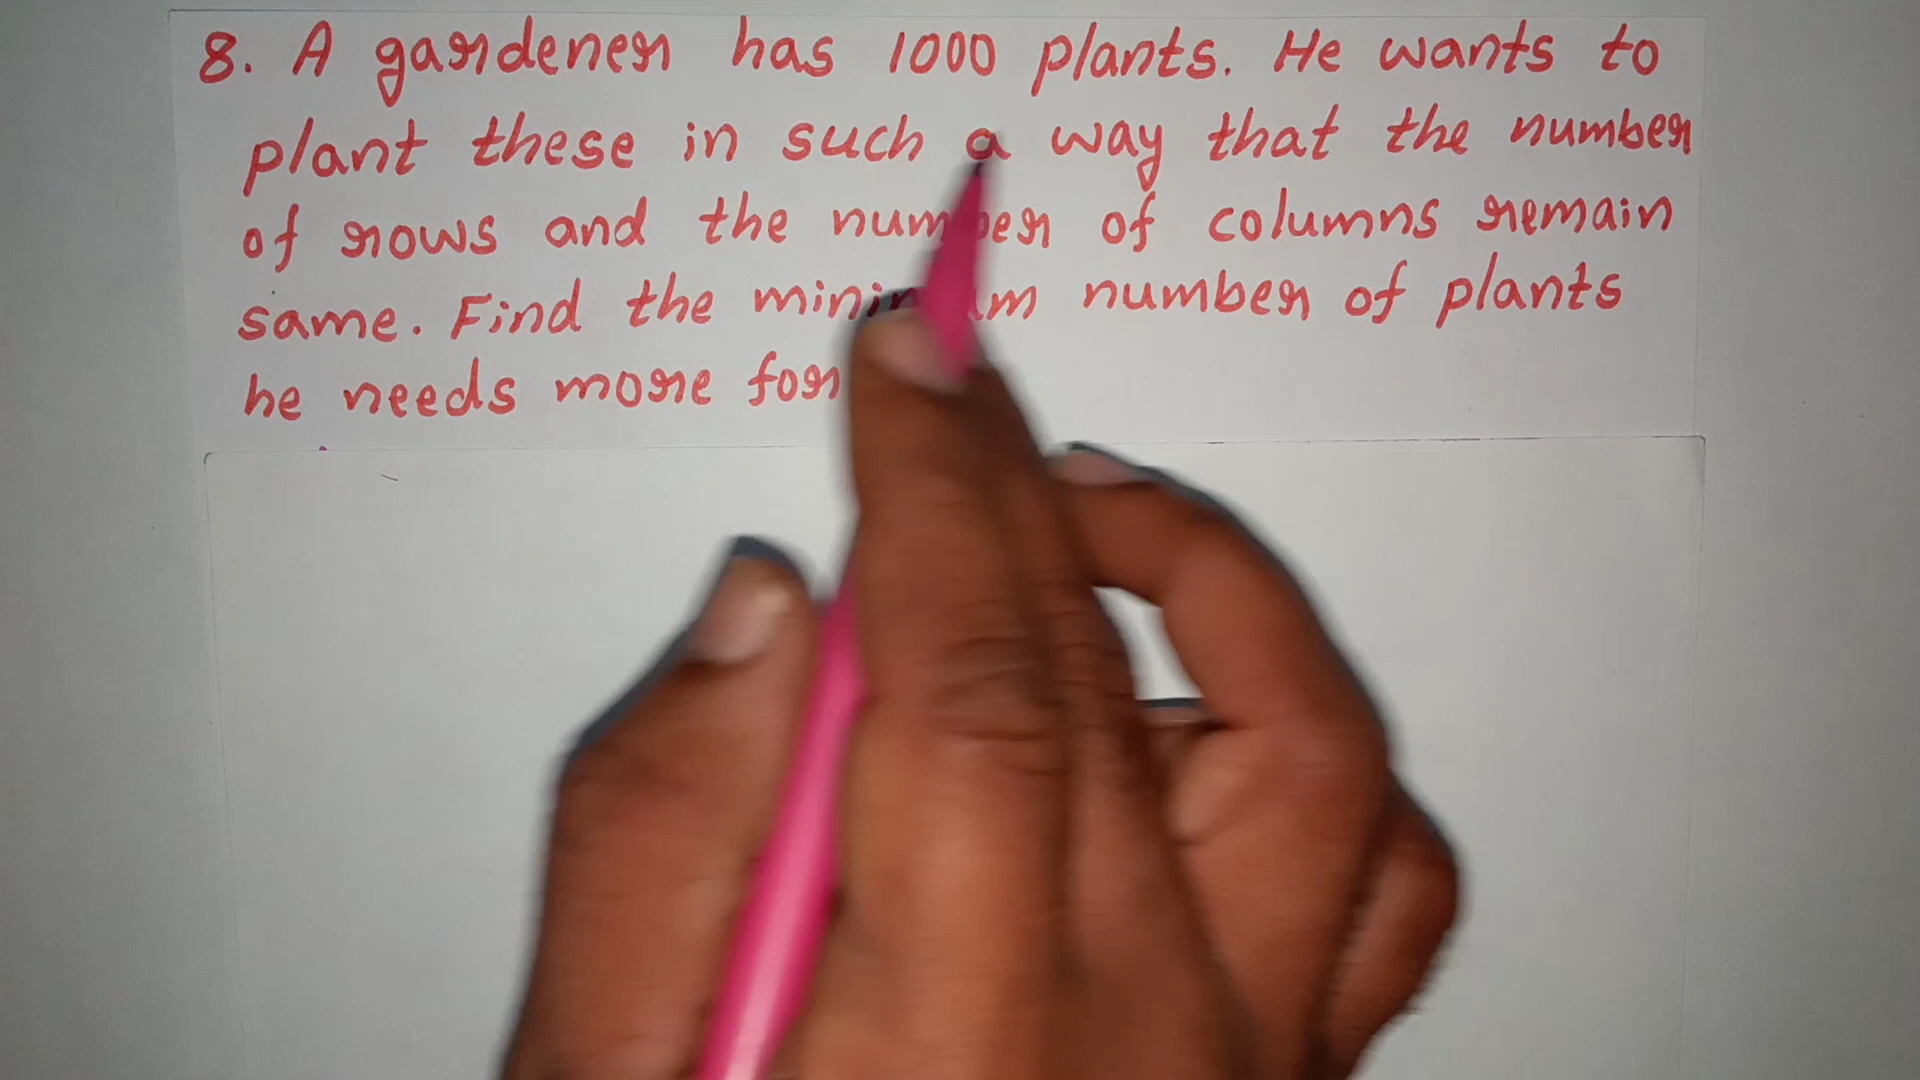 8. A gardener has 1000 plants. He wants to
plant these in such a way that the number
of rows and the number of columns remain
same. Find the minimum number of plants
he needs more for